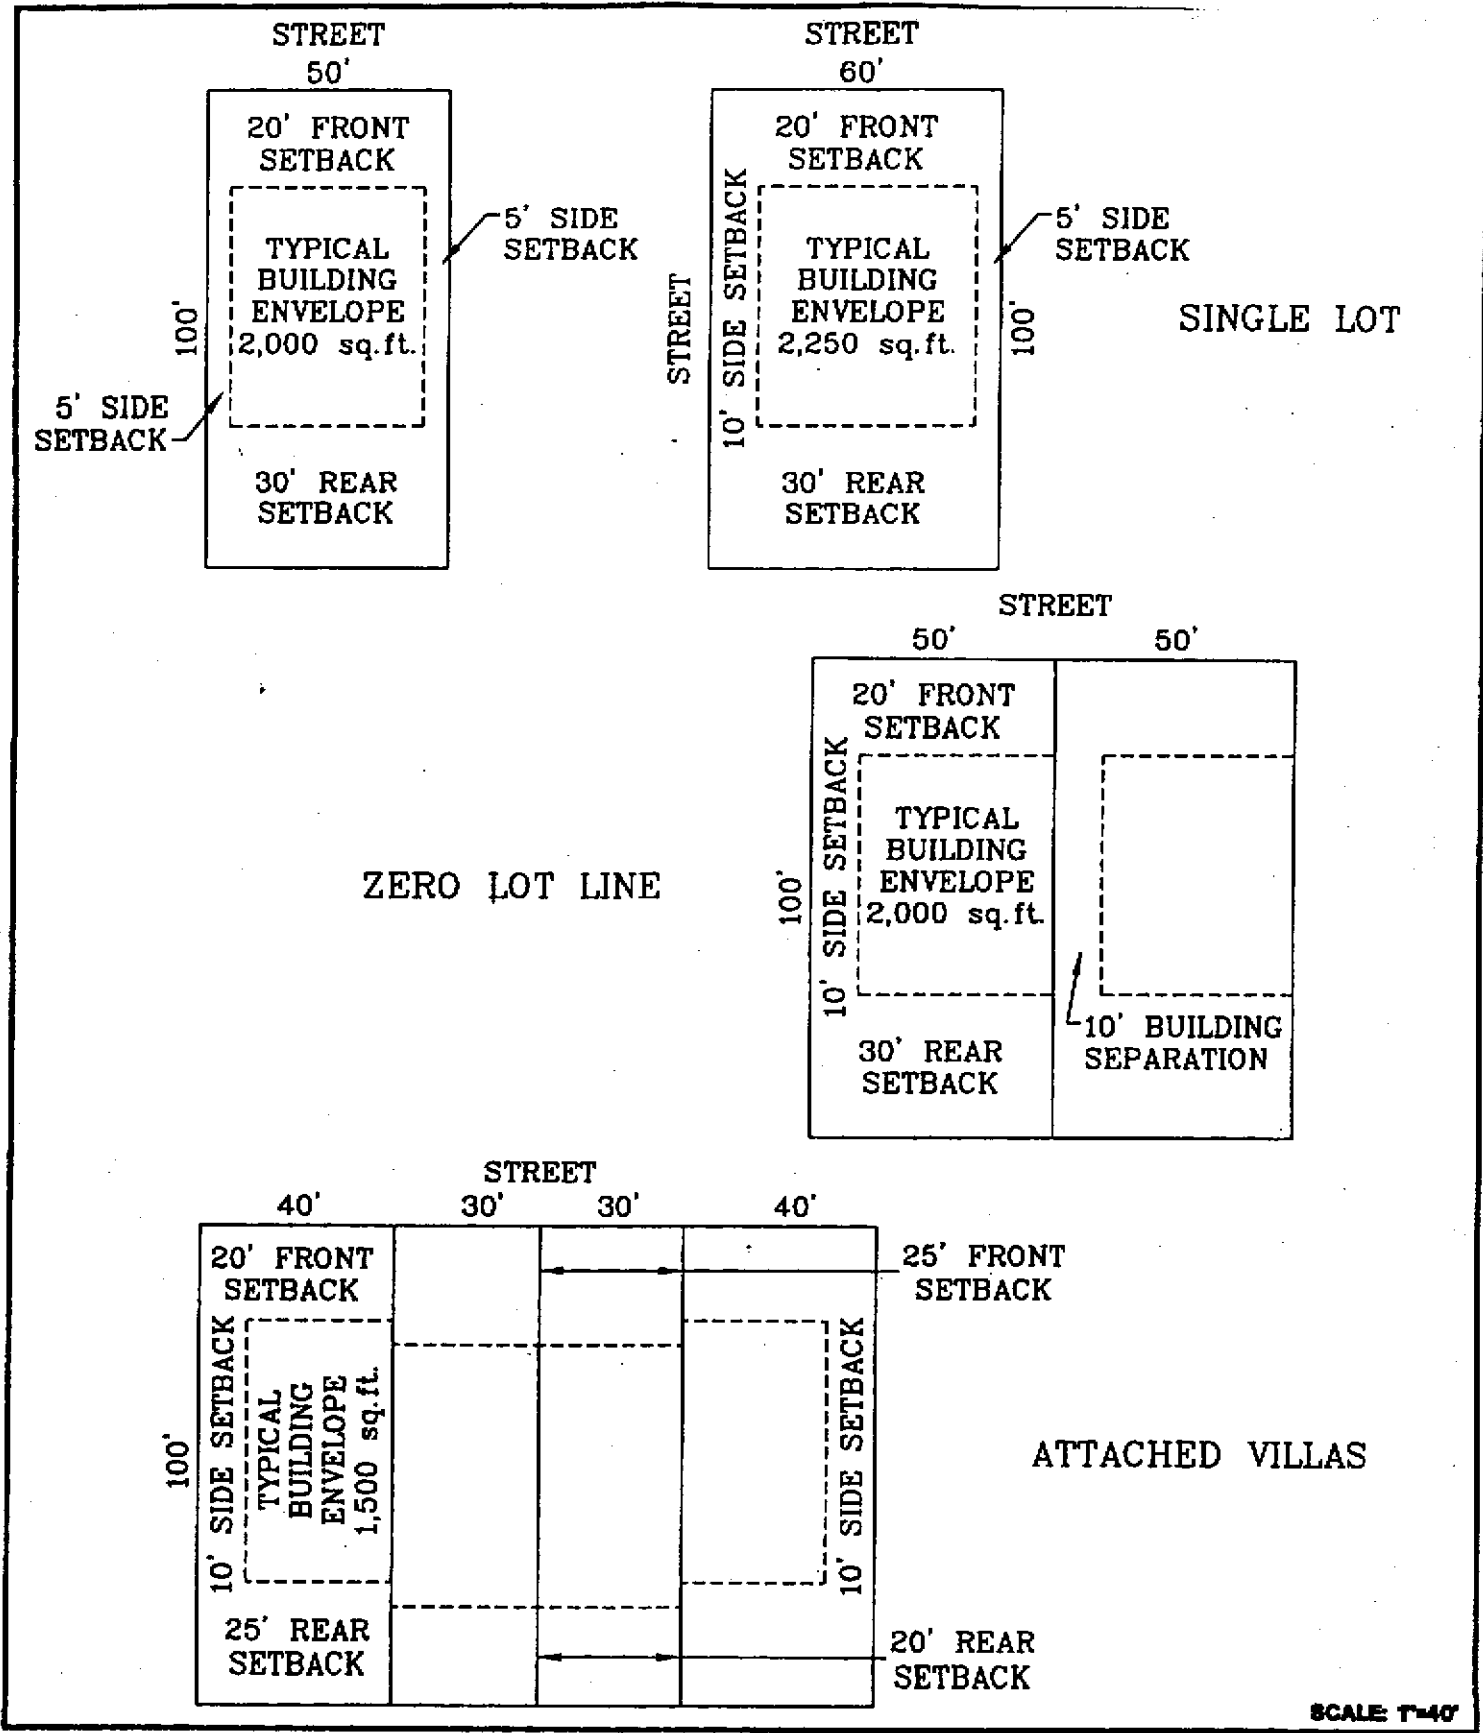 STREET
50'
20' FRONT
SETBACK
5' SIDE
SETBACK
TYPICAL
BUILDING
ENVELOPE
2,000 sq.ft.
100'
5' SIDE
SETBACK
30' REAR
SETBACK
STREET
60'
20' FRONT
SETBACK
10' SIDE SETBACK
STREET
TYPICAL
BUILDING
ENVELOPE
2,250 sq.ft.
5' SIDE
SETBACK
100'
30' REAR
SETBACK
SINGLE LOT
STREET
50'
50'
20' FRONT
SETBACK
10' SIDE SETBACK
100'
TYPICAL
BUILDING
ENVELOPE
2,000 sq.ft.
10' BUILDING
SEPARATION
30' REAR
SETBACK
ZERO LOT LINE
STREET
40'
30'
30'
40'
20' FRONT
SETBACK
25' FRONT
SETBACK
10' SIDE SETBACK
100'
TYPICAL
BUILDING
ENVELOPE
1,500 sq.ft.
10' SIDE SETBACK
ATTACHED VILLAS
25' REAR
SETBACK
20' REAR
SETBACK
SCALE: 1"=40'